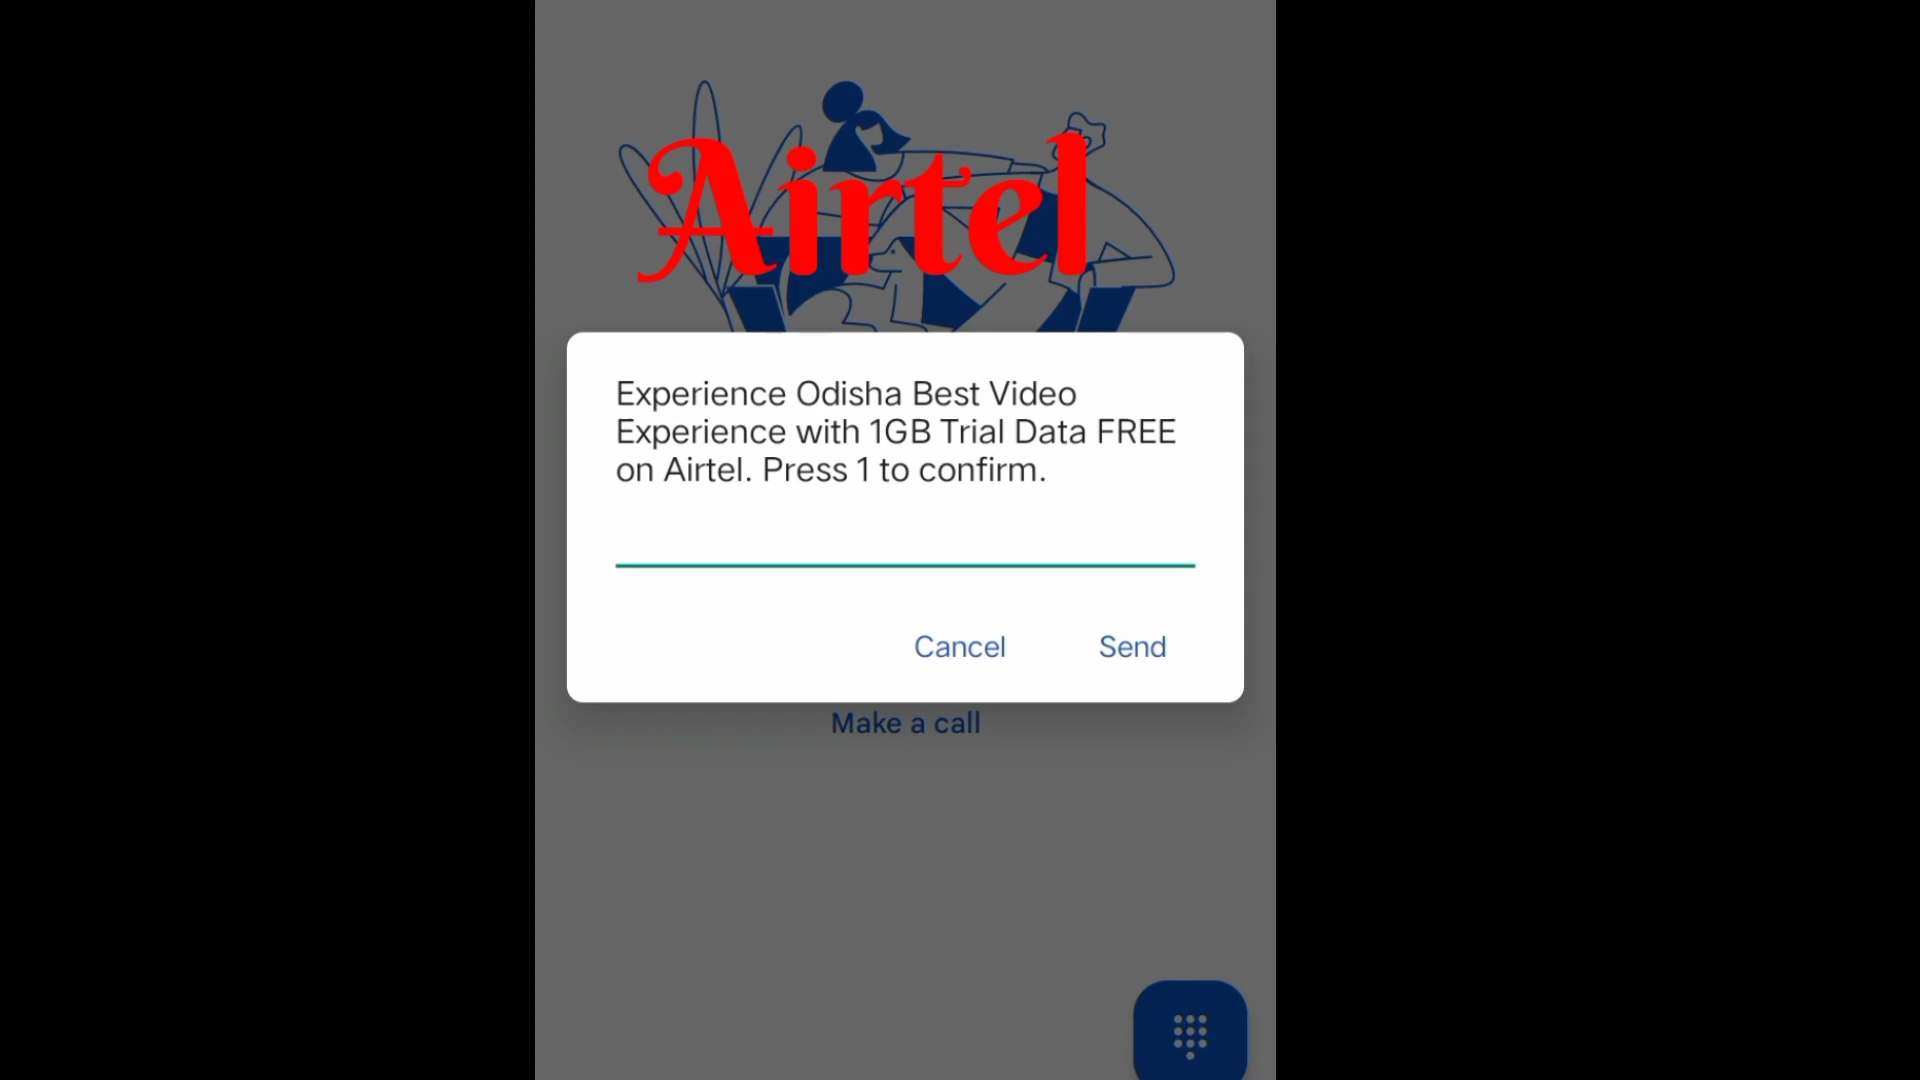 Airtel
Experience Odisha Best Video
Experience with 1GB Trial Data FREE
on Airtel. Press 1 to confirm.
Cancel Send
Make a call